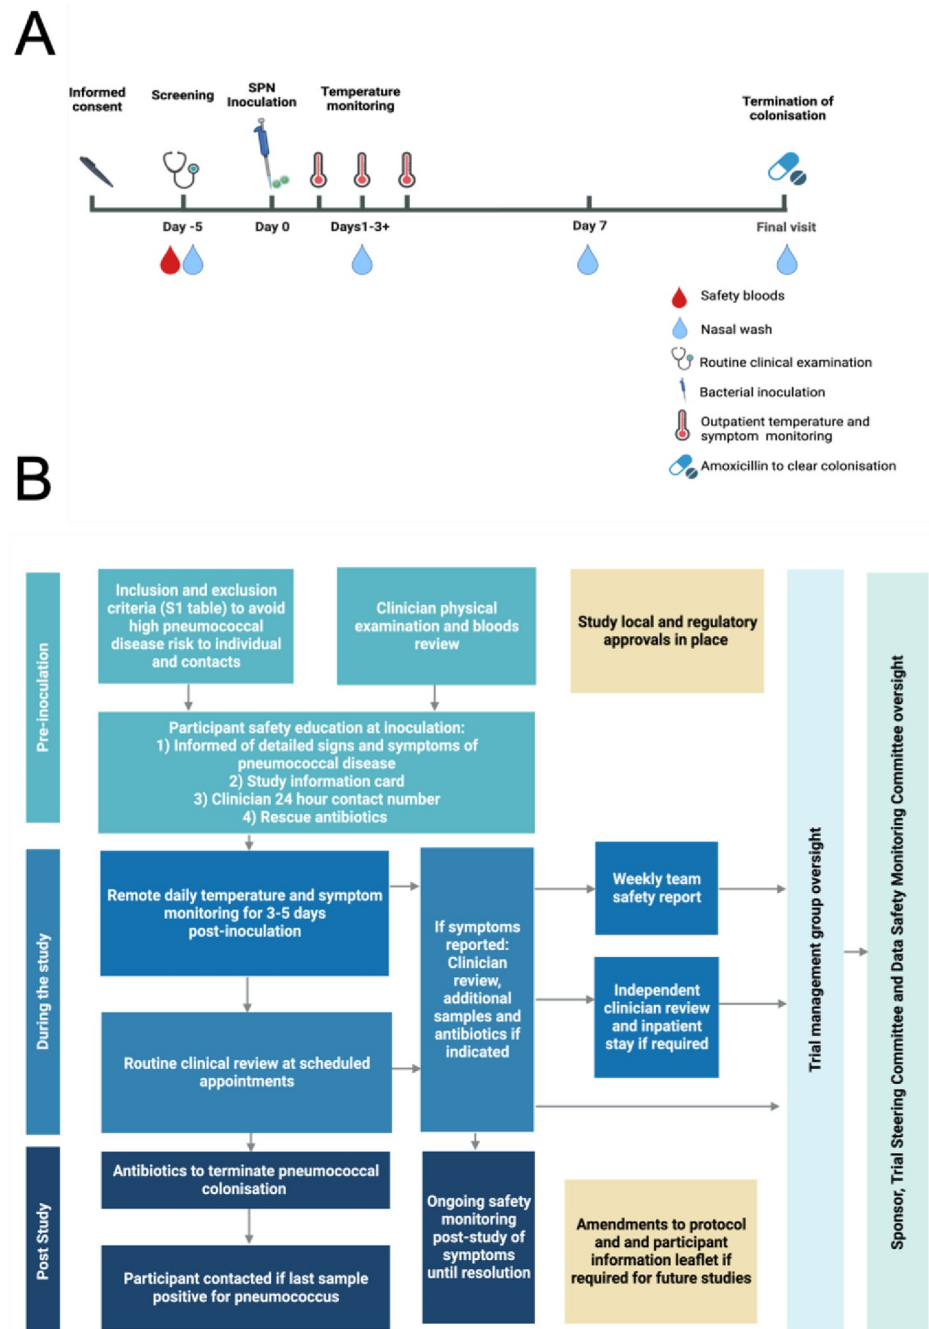 A
Informed
consent
Screening
SPN
Inoculation
Temperature
monitoring
Termination of
colonisation
Day -5
Day 0
Days1-3+
Day 7
Final visit
Safety bloods
Nasal wash
Routine clinical examination
Bacterial inoculation
Outpatient temperature and
symptom monitoring
Amoxicillin to clear colonisation
B
Pre-inoculation
Inclusion and exclusion
criteria (S1 table) to avoid
high pneumococcal
disease risk to individual
and contacts
Clinician physical
examination and bloods
review
Study local and regulatory
approvals in place
Participant safety education at inoculation:
1) Informed of detailed signs and symptoms of
pneumococcal disease
2) Study information card
3) Clinician 24 hour contact number
4) Rescue antibiotics
During the study
Remote daily temperature and symptom
monitoring for 3-5 days
post-inoculation
Routine clinical review at scheduled
appointments
If symptoms
reported:
Clinician
review,
additional
samples and
antibiotics if
indicated
Weekly team
safety report
Independent
clinician review
and inpatient
stay if required
Post Study
Antibiotics to terminate pneumococcal
colonisation
Participant contacted if last sample
positive for pneumococcus
Ongoing safety
monitoring
post-study of
symptoms
until resolution
Amendments to protocol
and and participant
information leaflet if
required for future studies
Trial management group oversight
Sponsor, Trial Steering Committee and Data Safety Monitoring Committee oversight